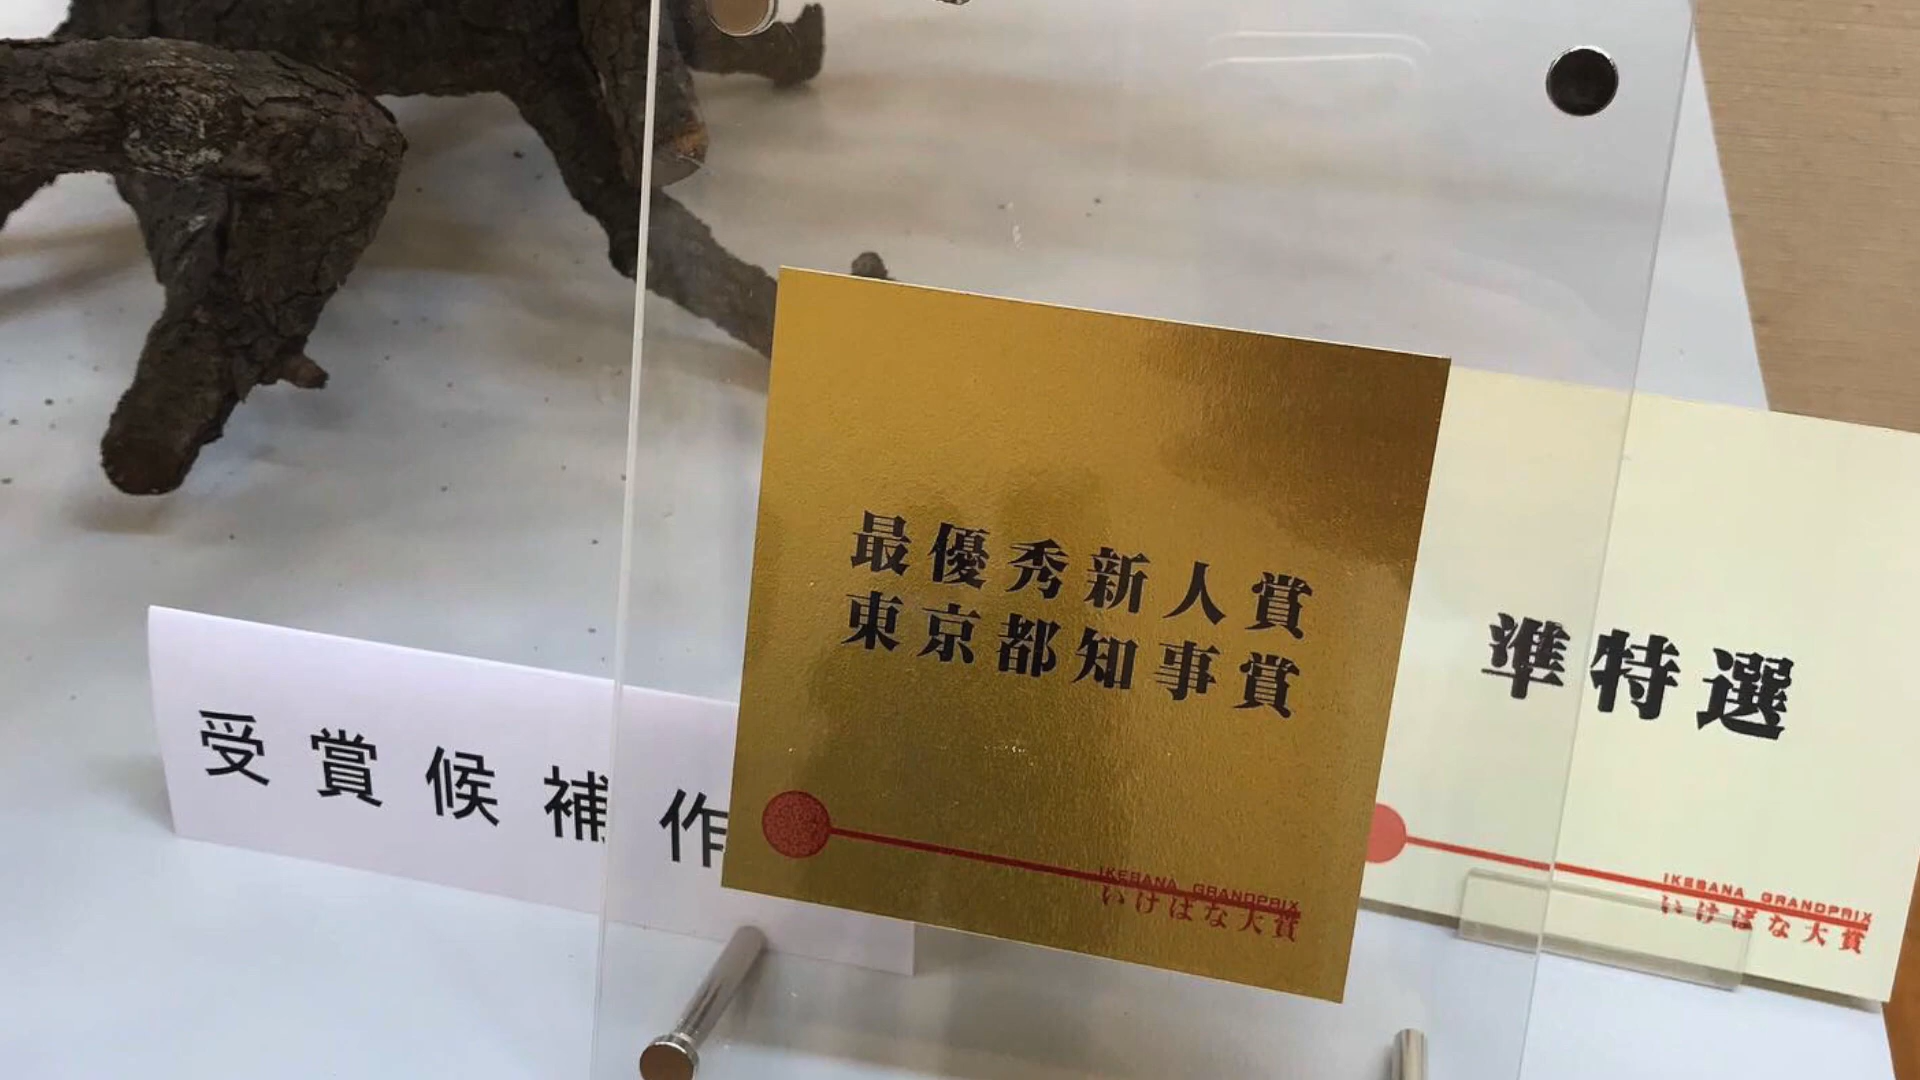 最優秀新人賞
東京都知事賞
IKEBANA GRANDPRIX
いけばな大賞
準特選
IKEBANA GRANDPRIX
いけばな大賞
受賞候補作